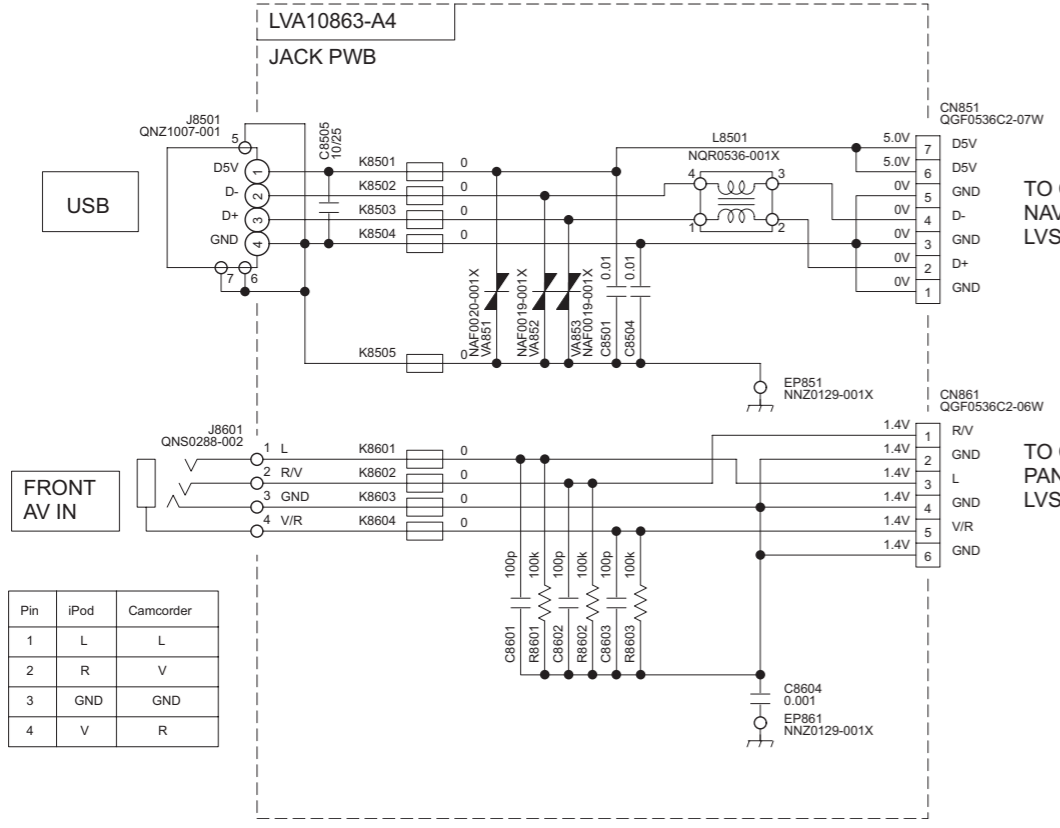 LVA10863-A4
JACK PWB
USB
J8501
QNZ1007-001
5
D5V
1
D-
2
D+
3
GND
4
7
6
C8505
10/25
K8501
0
K8502
0
K8503
0
K8504
0
K8505
0
NAF0020-001X
VA851
NAF0019-001X
VA852
VA853
NAF0019-001X
0.01
C8501
0.01
C8504
L8501
NQR0536-001X
4
3
1
2
EP851
NNZ0129-001X
CN851
QGF0536C2-07W
5.0V
7
D5V
5.0V
6
D5V
0V
5
GND
0V
4
D-
0V
3
GND
0V
2
D+
0V
1
GND
TO
NAV
LVS
FRONT
AV IN
J8601
QNS0288-002
1 L
2 R/V
3 GND
4 V/R
K8601
0
K8602
0
K8603
0
K8604
0
100p
C8601
100k
R8601
100p
C8602
100k
R8602
100p
C8603
100k
R8603
C8604
0.001
EP861
NNZ0129-001X
CN861
QGF0536C2-06W
1.4V
1
R/V
1.4V
2
GND
1.4V
3
L
1.4V
4
GND
1.4V
5
V/R
1.4V
6
GND
TO
PAN
LVS
Pin iPod Camcorder
1 L L
2 R V
3 GND GND
4 V R